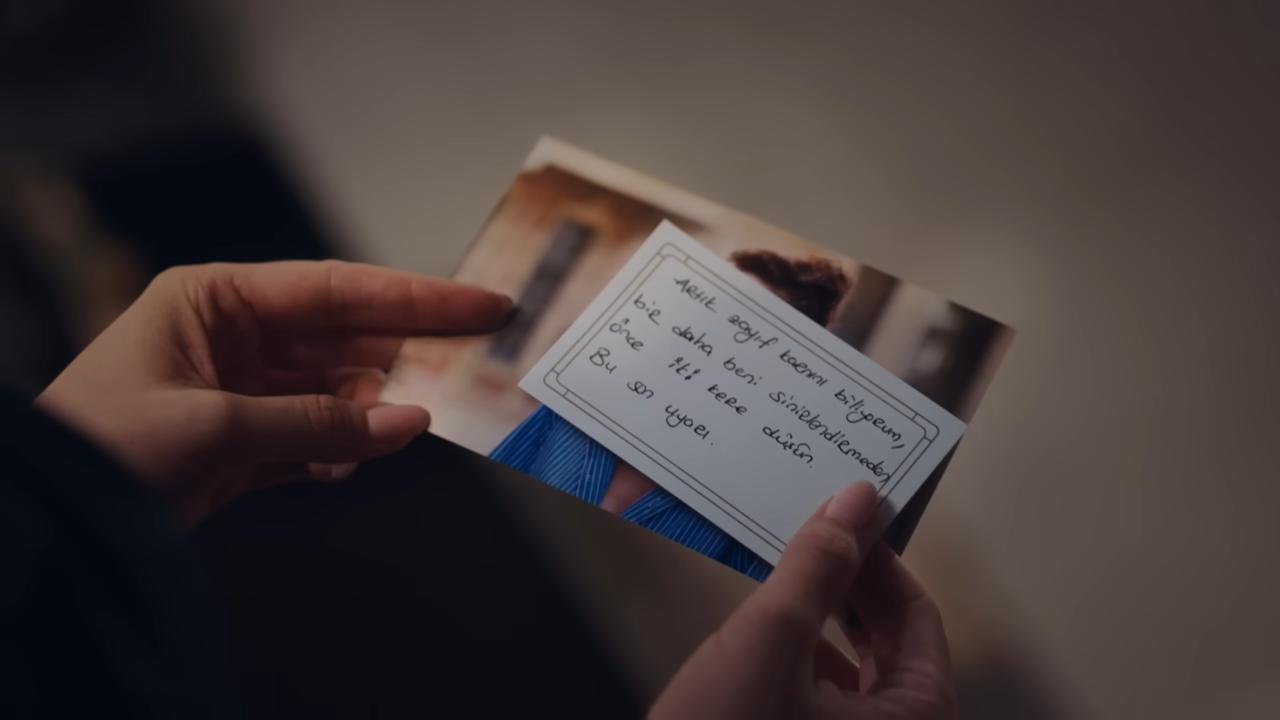 Artık zayıf karnını biliyorum,
bir daha beni sinirlendirmeden
önce iki kere düşün.
Bu son uyarı.